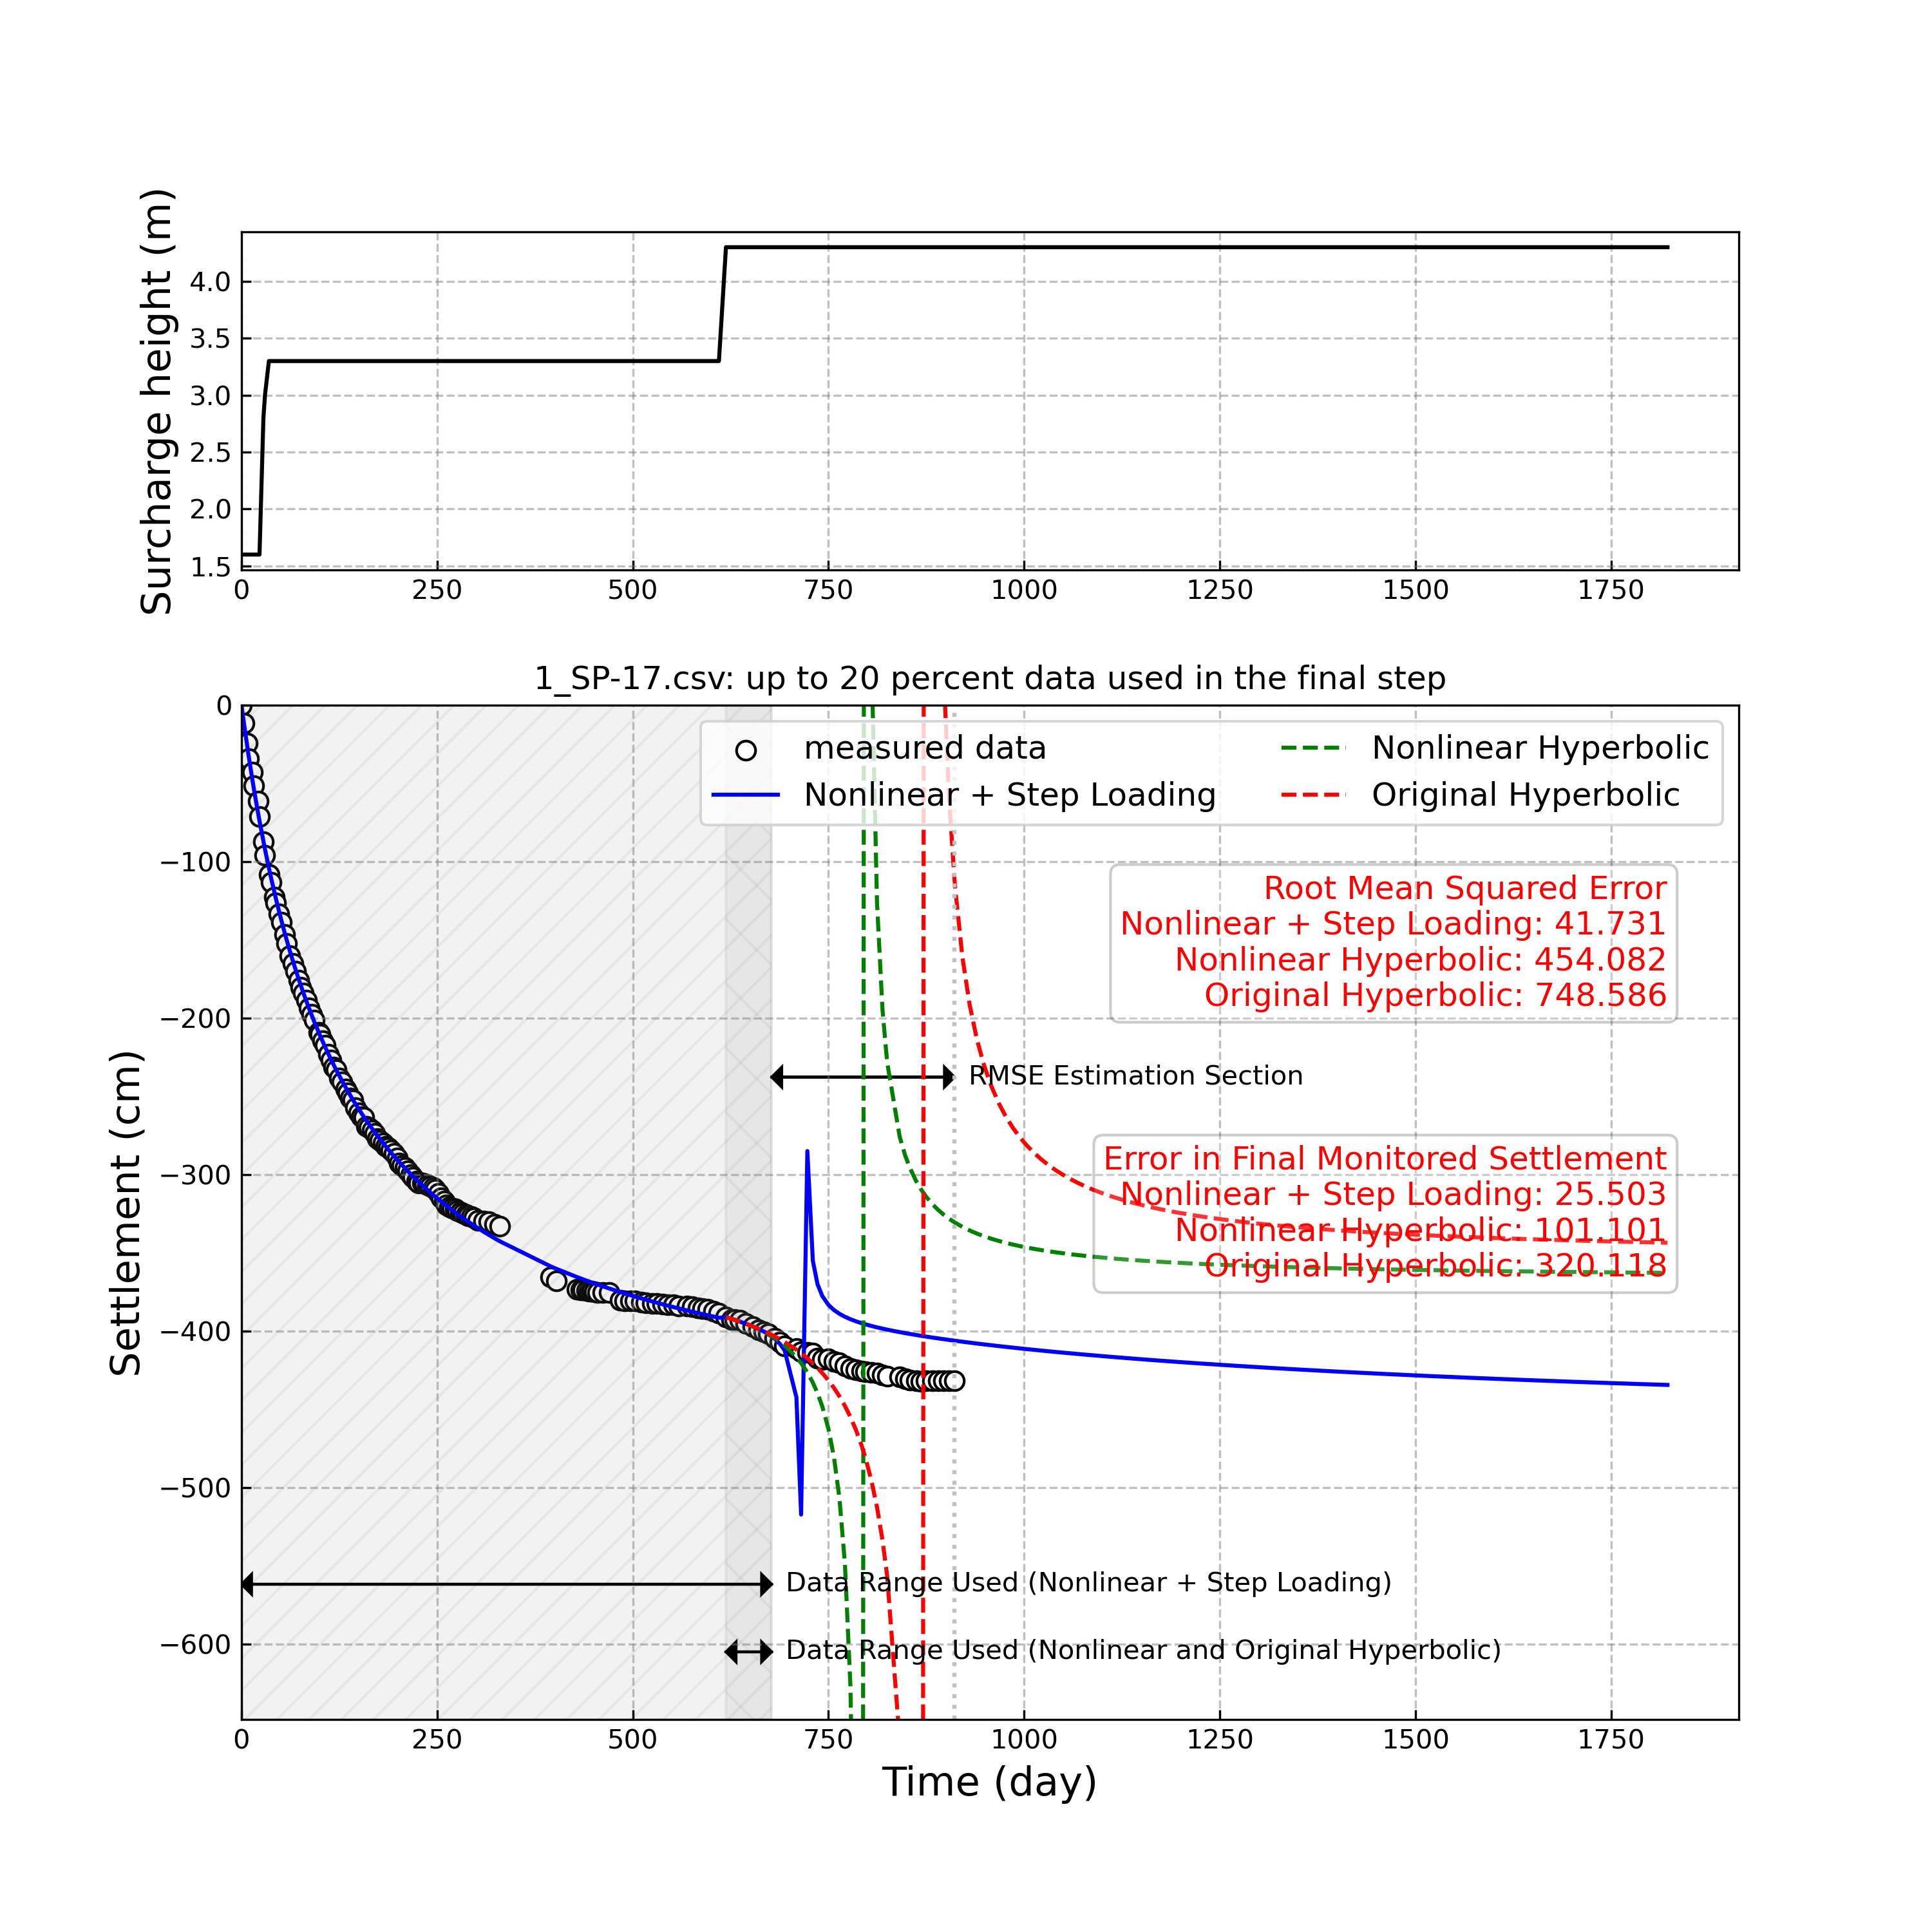 Surcharge height (m)
4.0
3.5
3.0
2.5
2.0
1.5
0 250 500 750 1000 1250 1500 1750
1_SP-17.csv: up to 20 percent data used in the final step
measured data
Nonlinear + Step Loading
Nonlinear Hyperbolic
Original Hyperbolic
Root Mean Squared Error
Nonlinear + Step Loading: 41.731
Nonlinear Hyperbolic: 454.082
Original Hyperbolic: 748.586
RMSE Estimation Section
Error in Final Monitored Settlement
Nonlinear + Step Loading: 25.503
Nonlinear Hyperbolic: 101.101
Original Hyperbolic: 320.118
Data Range Used (Nonlinear + Step Loading)
Data Range Used (Nonlinear and Original Hyperbolic)
Settlement (cm)
0
−100
−200
−300
−400
−500
−600
0 250 500 750 1000 1250 1500 1750
Time (day)